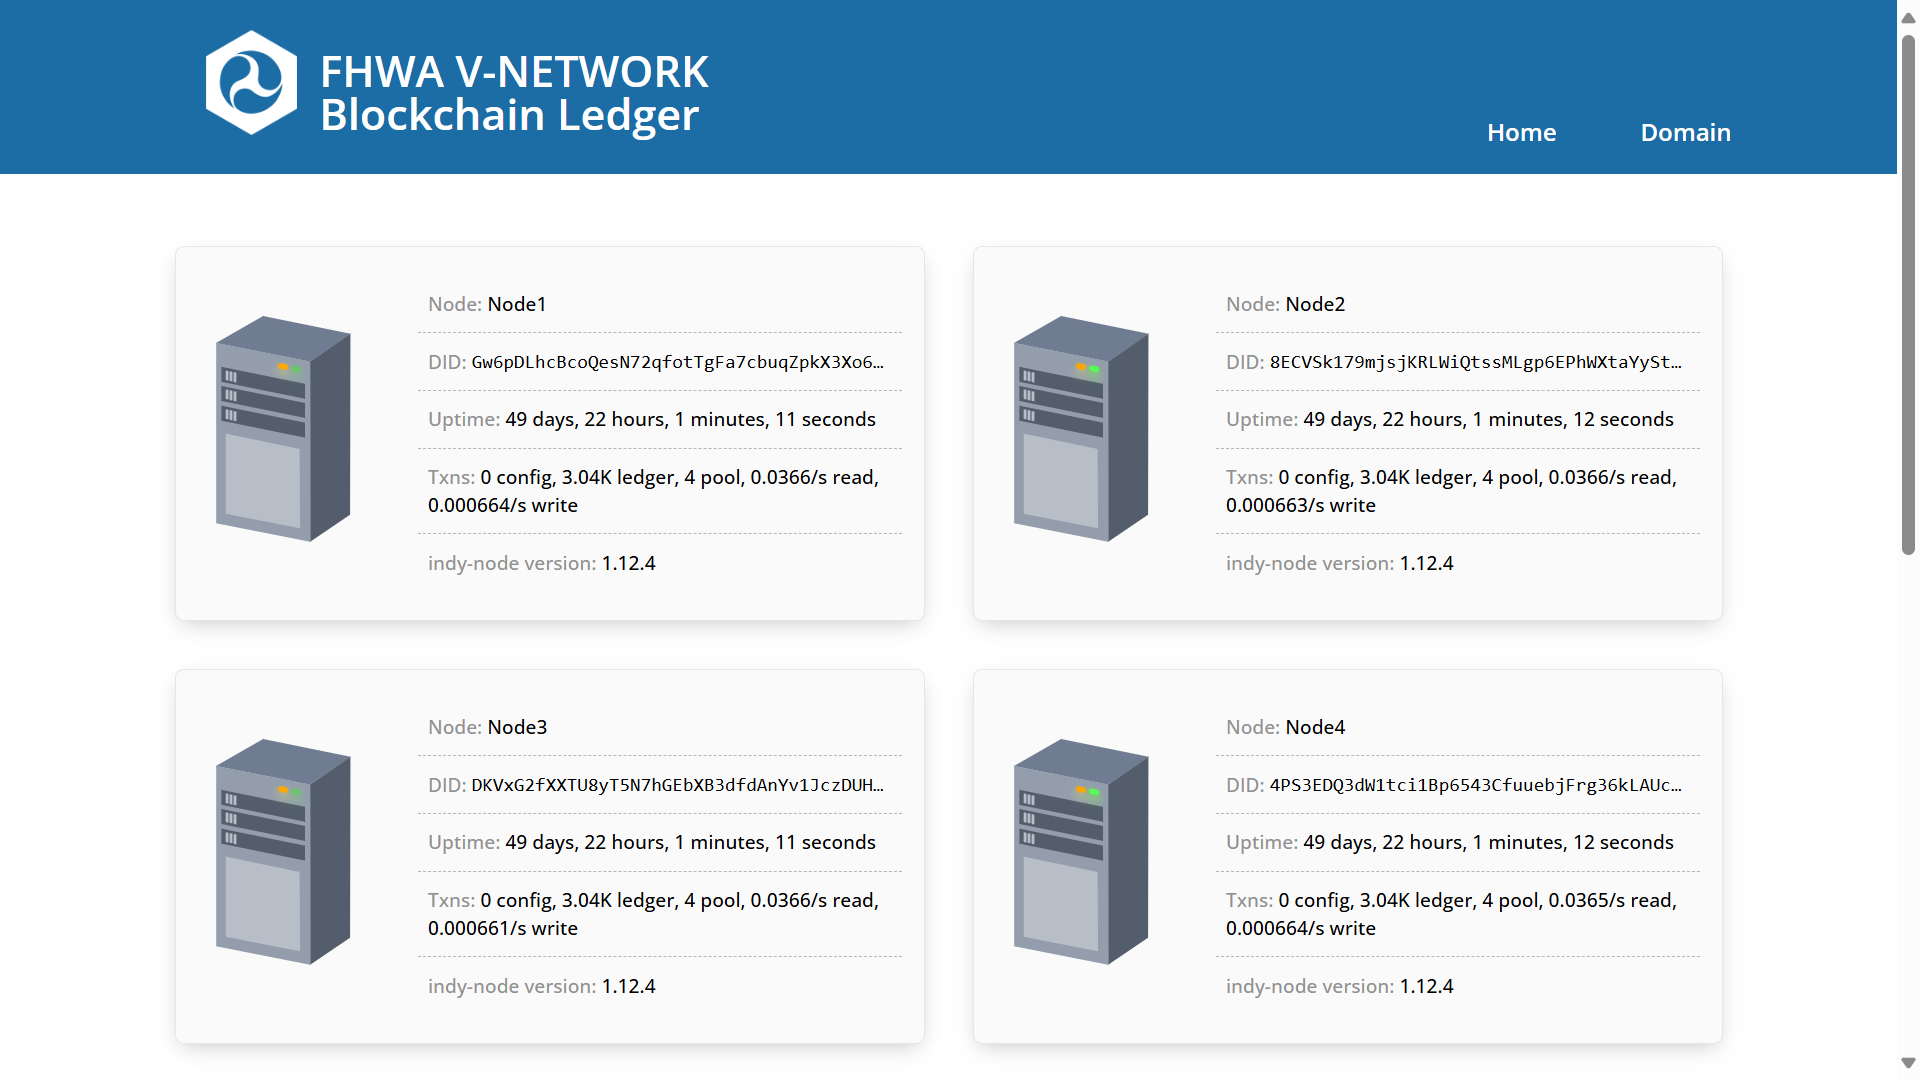 FHWA V-NETWORK
Blockchain Ledger
Home
Domain
Node: Node1
DID: Gw6pDLhcBcoQesN72qfotTgFa7cbuqZpkX3Xo6…
Uptime: 49 days, 22 hours, 1 minutes, 11 seconds
Txns: 0 config, 3.04K ledger, 4 pool, 0.0366/s read,
0.000664/s write
indy-node version: 1.12.4
Node: Node2
DID: 8ECVSk179mjsjKRLWiQtssMLgp6EPhWXtaYySt…
Uptime: 49 days, 22 hours, 1 minutes, 12 seconds
Txns: 0 config, 3.04K ledger, 4 pool, 0.0366/s read,
0.000663/s write
indy-node version: 1.12.4
Node: Node3
DID: DKVxG2fXXTU8yT5N7hGEbXB3dfdAnYv1JczDUH…
Uptime: 49 days, 22 hours, 1 minutes, 11 seconds
Txns: 0 config, 3.04K ledger, 4 pool, 0.0366/s read,
0.000661/s write
indy-node version: 1.12.4
Node: Node4
DID: 4PS3EDQ3dW1tci1Bp6543CfuuebjFrg36kLAUc…
Uptime: 49 days, 22 hours, 1 minutes, 12 seconds
Txns: 0 config, 3.04K ledger, 4 pool, 0.0365/s read,
0.000664/s write
indy-node version: 1.12.4